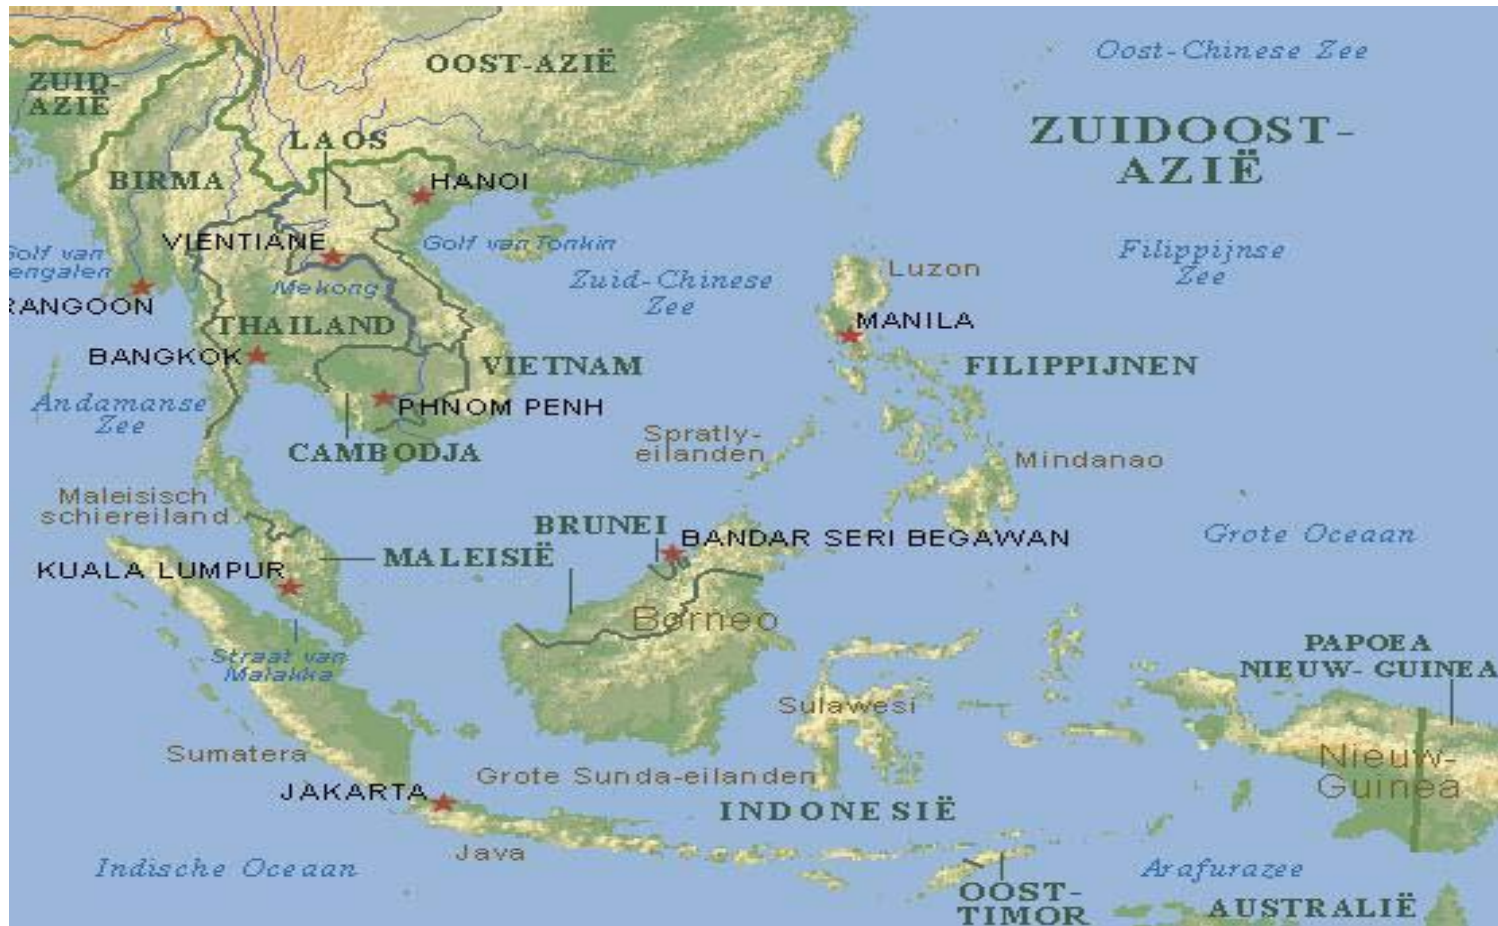 Oost-Chinese Zee
OOST-AZIË
ZUID-
AZIË
ZUIDOOST-
AZIË
LAOS
BIRMA
HANOI
VIENTIANE
Golf van Tonkin
Golf van
engalen
Filippijnse
Zee
Luzon
Zuid-Chinese
Zee
Mekong
RANGOON
THAILAND
MANILA
BANGKOK
VIETNAM
FILIPPIJNEN
Andamanse
Zee
PHNOM PENH
CAMBODJA
Spratly-
eilanden
Mindanao
Maleisisch
schiereiland
BRUNEI
BANDAR SERI BEGAWAN
Grote Oceaan
MALEISIË
KUALA LUMPUR
Borneo
Straat van
Malakka
PAPOEA
NIEUW- GUINEA
Sulawesi
Sumatera
Nieuw-
Guinea
Grote Sunda-eilanden
JAKARTA
INDONESIË
Java
Indische Oceaan
Arafurazee
OOST-
TIMOR
AUSTRALIË